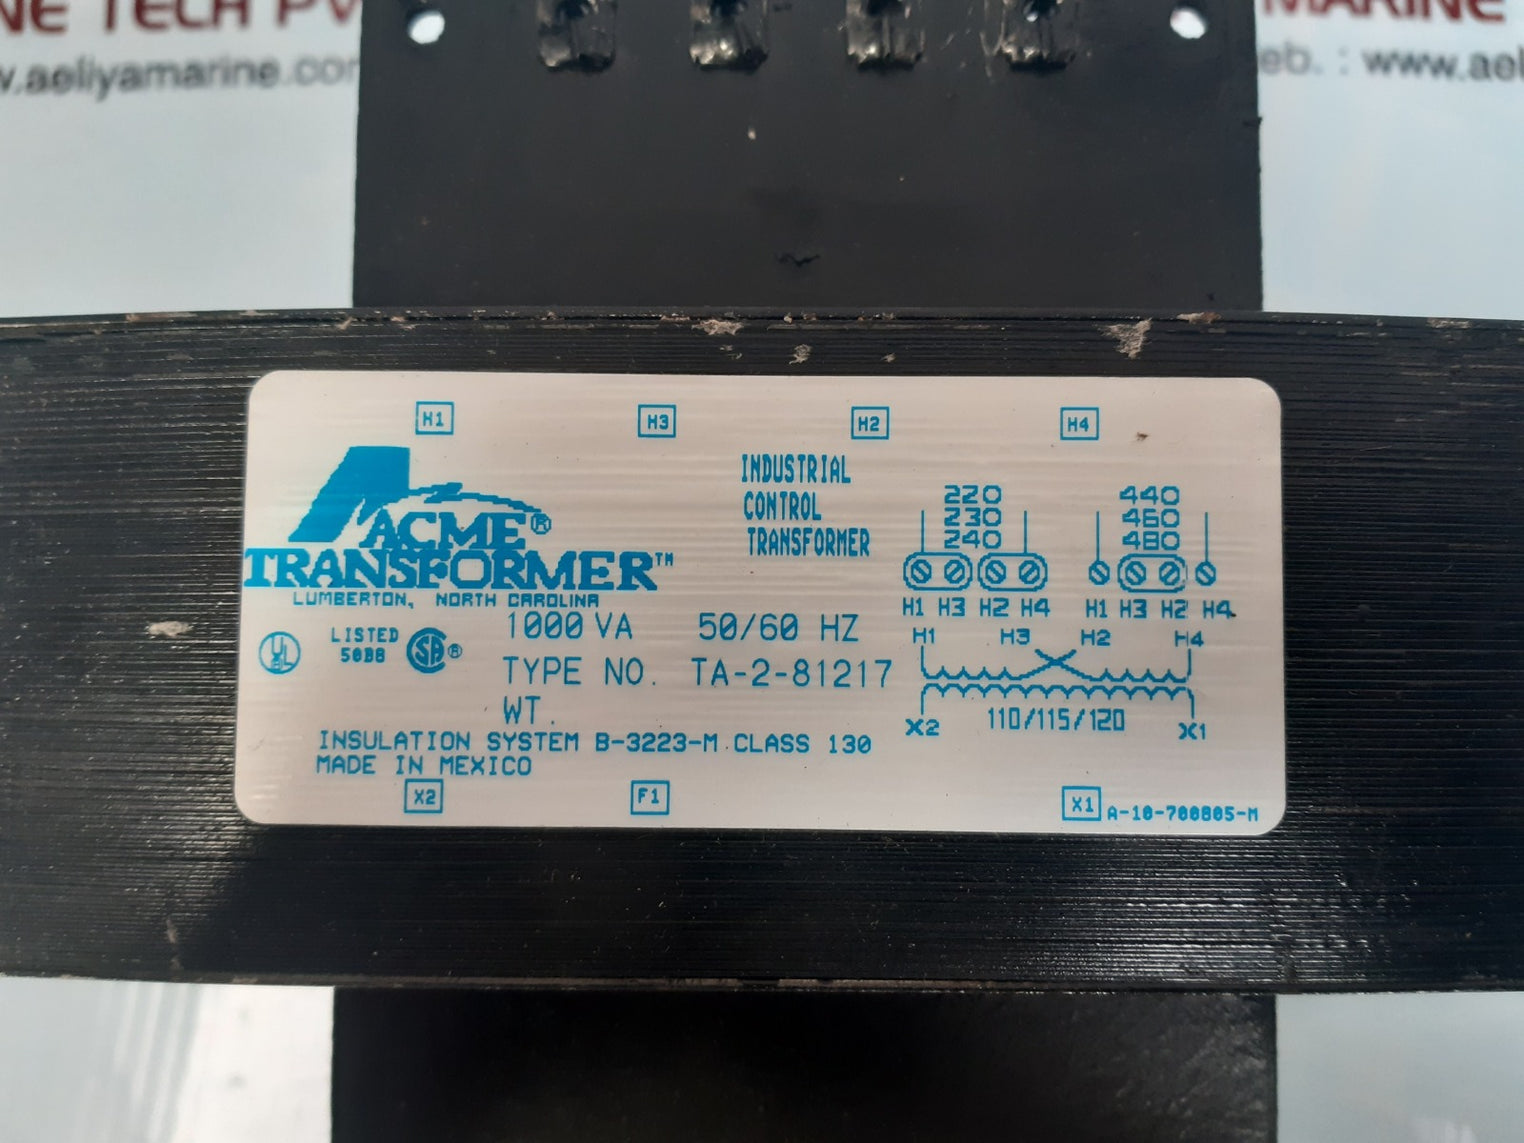 NE TECH PV
MARINE
w.aeliyamarine.com
eb. : www.ael
H1 H3 H2 H4
ACME®
TRANSFORMER™
LUMBERTON, NORTH CAROLINA
INDUSTRIAL
CONTROL
TRANSFORMER
220 440
230 460
240 480
H1 H3 H2 H4 H1 H3 H2 H4
H1 H3 H2 H4
UL LISTED
50B8
SA®
1000 VA 50/60 HZ
TYPE NO. TA-2-81217
WT.
X2 110/115/120 X1
INSULATION SYSTEM B-3223-M CLASS 130
MADE IN MEXICO
X2 F1 X1 A-10-700805-M